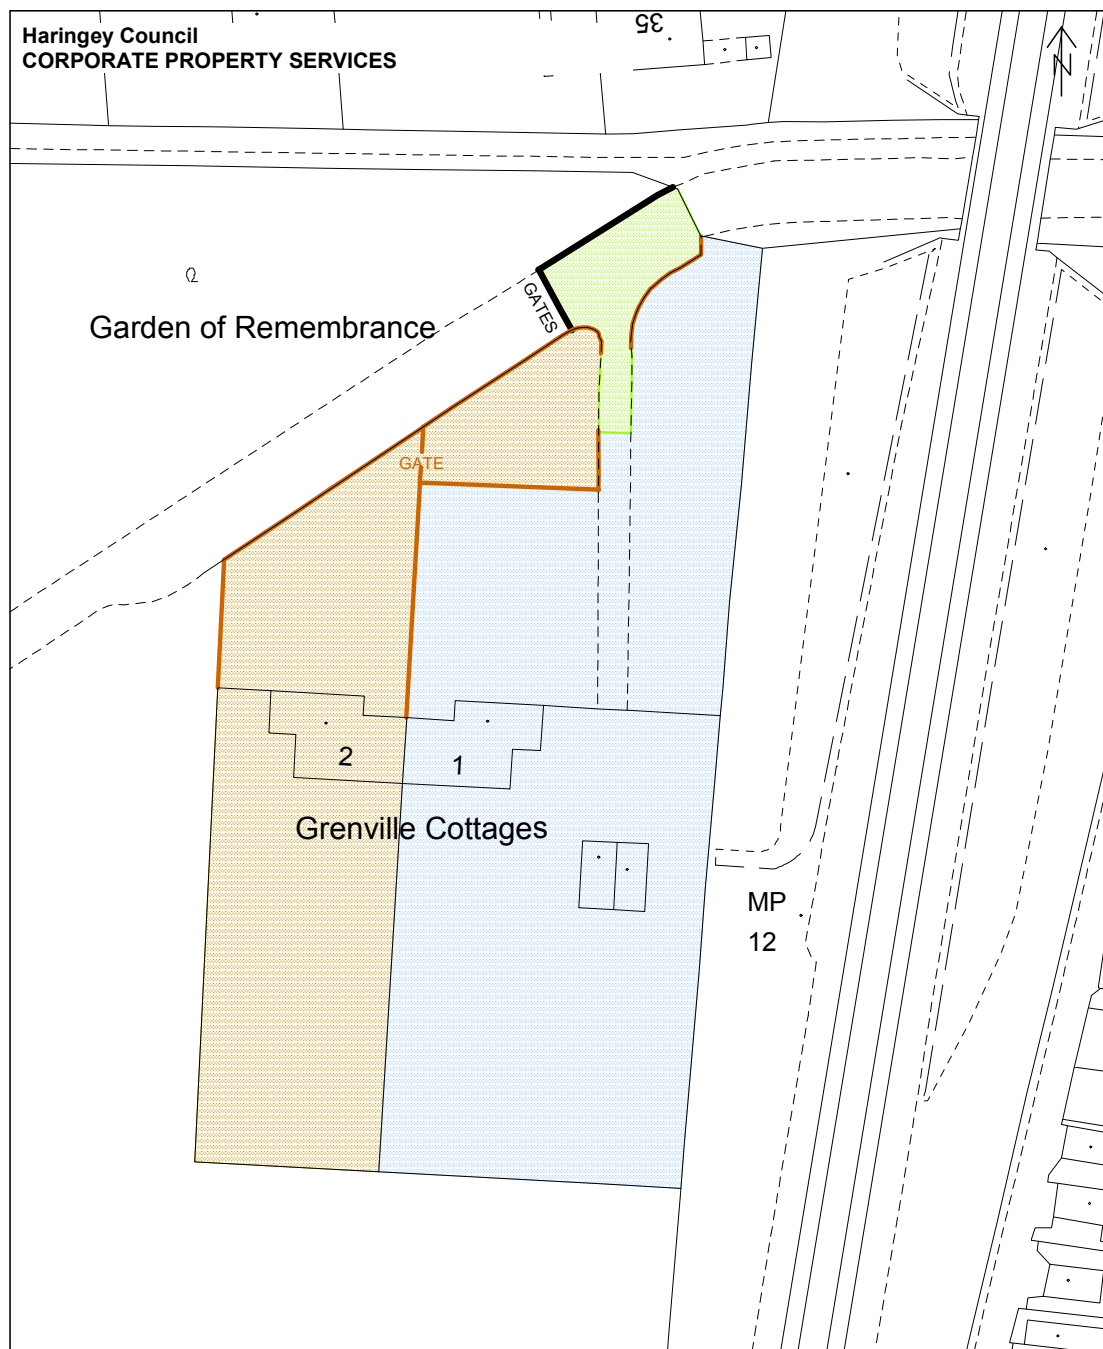 Haringey Council
CORPORATE PROPERTY SERVICES
35
N
GATES
Garden of Remembrance
GATE
2
1
Grenville Cottages
MP
12